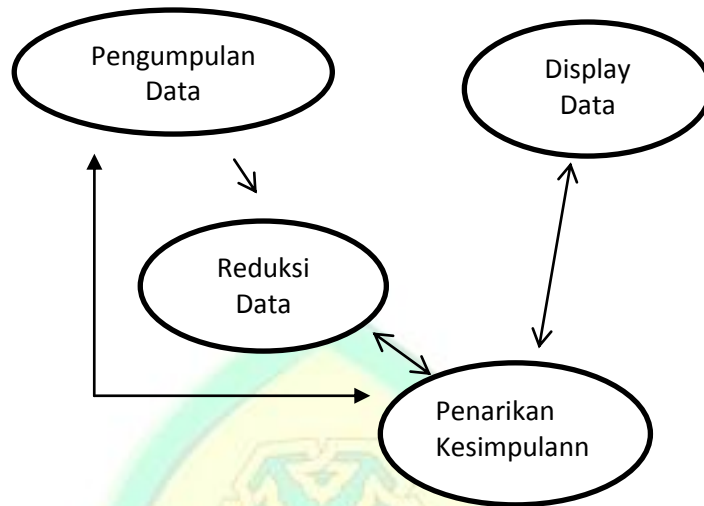 Pengumpulan
Data
Display
Data
Reduksi
Data
Penarikan
Kesimpulann